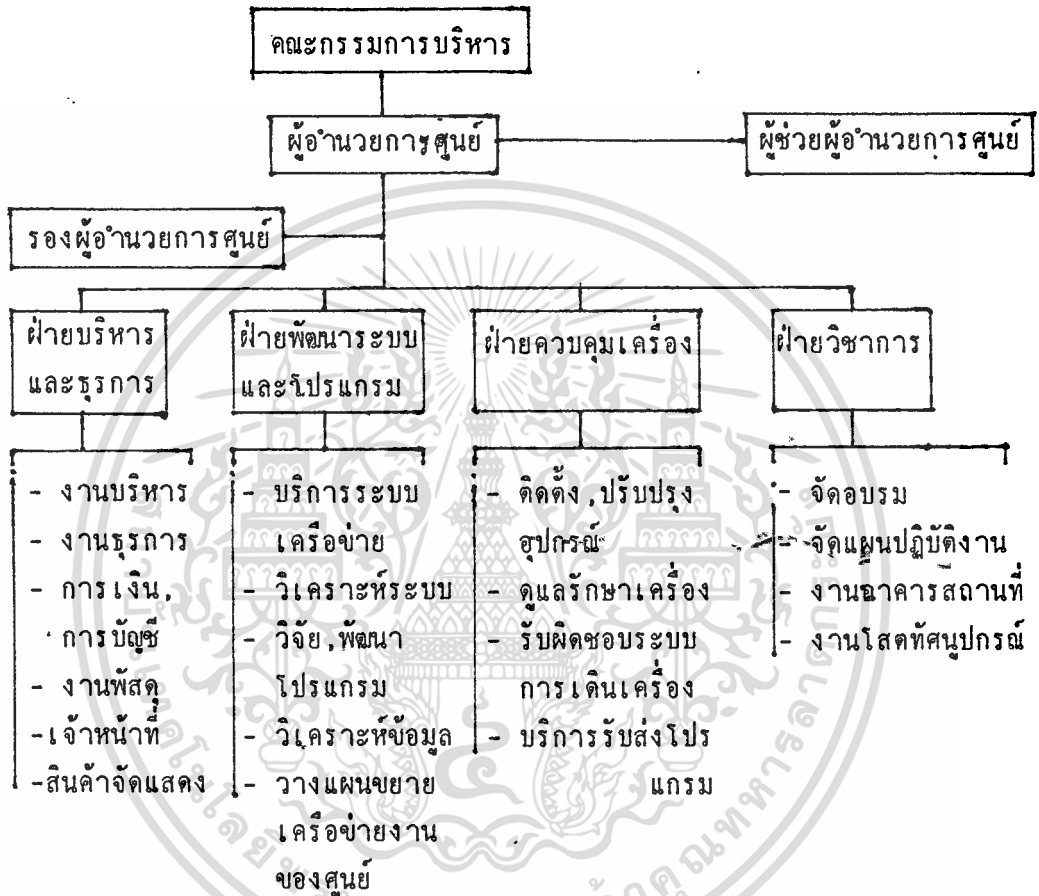 คณะกรรมการบริหาร
ผู้อำนวยการศูนย์
ผู้ช่วยผู้อำนวยการศูนย์
รองผู้อำนวยการศูนย์
ฝ่ายบริหาร
และธุรการ
ฝ่ายพัฒนาระบบ
และโปรแกรม
ฝ่ายควบคุมเครื่อง
ฝ่ายวิชาการ
- งานบริหาร
- งานธุรการ
- การเงิน,
การบัญชี
- งานพัสดุ
-เจ้าหน้าที่
-สินค้าจัดแสดง
- บริการระบบ
เครือข่าย
- วิเคราะห์ระบบ
- วิจัย,พัฒนา
โปรแกรม
- วิเคราะห์ข้อมูล
- วางแผนขยาย
เครือข่ายงาน
ของศูนย์
- ติดตั้ง,ปรับปรุง
อุปกรณ์
- ดูแลรักษาเครื่อง
- รับผิดชอบระบบ
การเดินเครื่อง
- บริการรับส่งโปร
แกรม
- จัดอบรม
- จัดแผนปฏิบัติงาน
- งานอาคารสถานที่
- งานโสตทัศนูปกรณ์